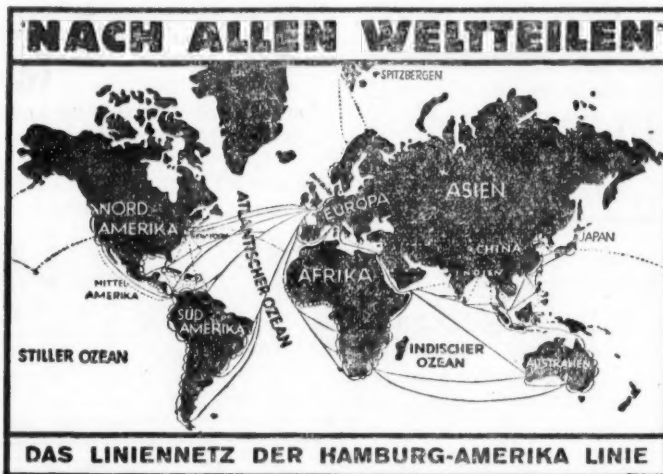 NACH ALLEN WELTTEILEN
SPITZBERGEN
NORD
AMERIKA
ATLANTISCHER OZEAN
EUROPA
ASIEN
CHINA
JAPAN
INDIEN
MITTEL
AMERIKA
AFRIKA
SÜD
AMERIKA
STILLER OZEAN
INDISCHER
OZEAN
AUSTRALIEN
DAS LINIENNETZ DER HAMBURG-AMERIKA LINIE